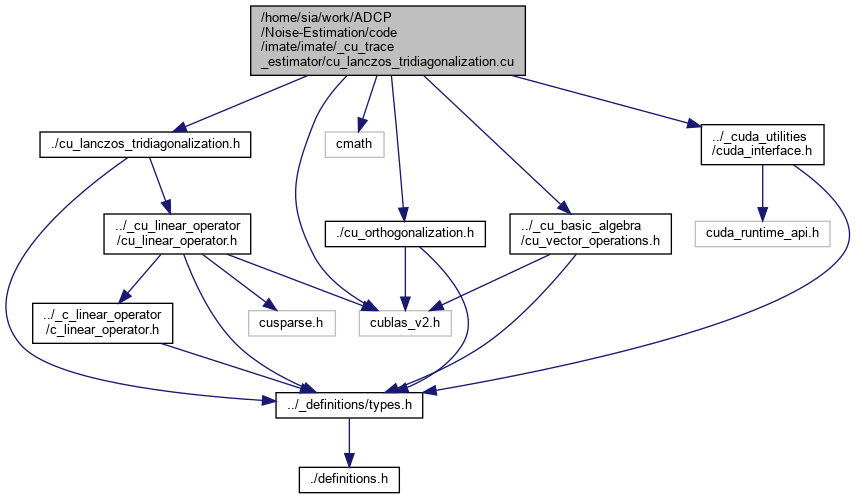 /home/sia/work/ADCP
/Noise-Estimation/code
/imate/imate/_cu_trace
_estimator/cu_lanczos_tridiagonalization.cu
./cu_lanczos_tridiagonalization.h
cmath
../_cuda_utilities
/cuda_interface.h
../_cu_linear_operator
/cu_linear_operator.h
./cu_orthogonalization.h
../_cu_basic_algebra
/cu_vector_operations.h
cuda_runtime_api.h
../_c_linear_operator
/c_linear_operator.h
cusparse.h
cublas_v2.h
../_definitions/types.h
./definitions.h